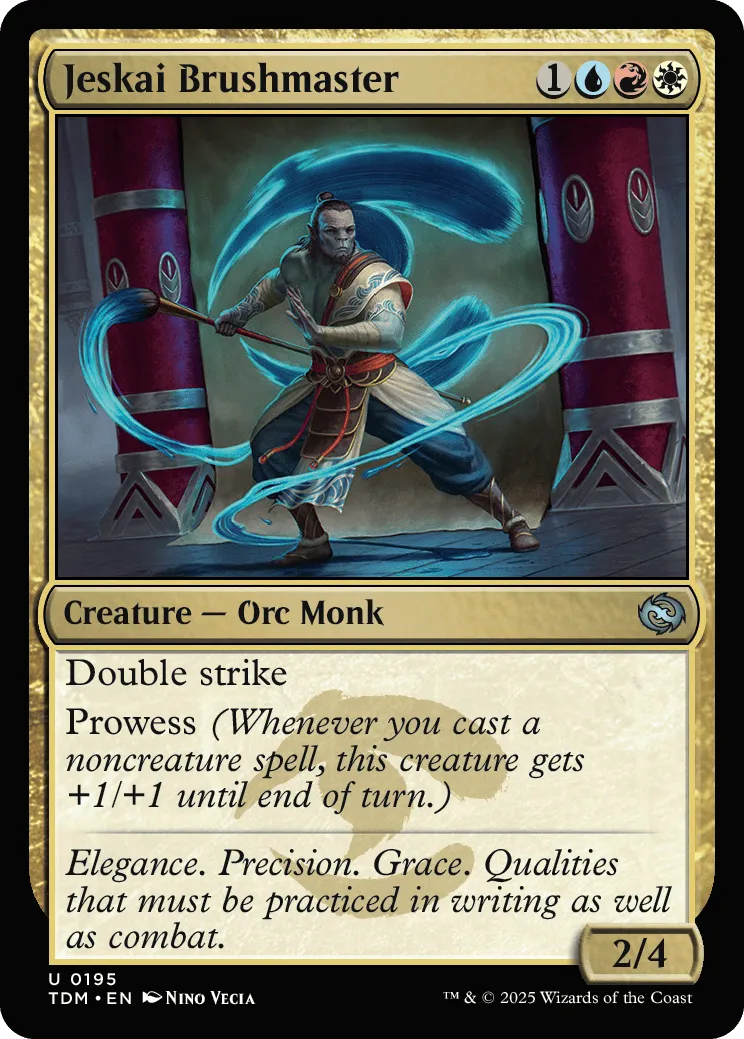 Jeskai Brushmaster 1
Creature — Orc Monk
Double strike
Prowess (Whenever you cast a
noncreature spell, this creature gets
+1/+1 until end of turn.)
Elegance. Precision. Grace. Qualities
that must be practiced in writing as well
as combat.
2/4
U 0195
TDM • EN Nino Vecia
™ & © 2025 Wizards of the Coast